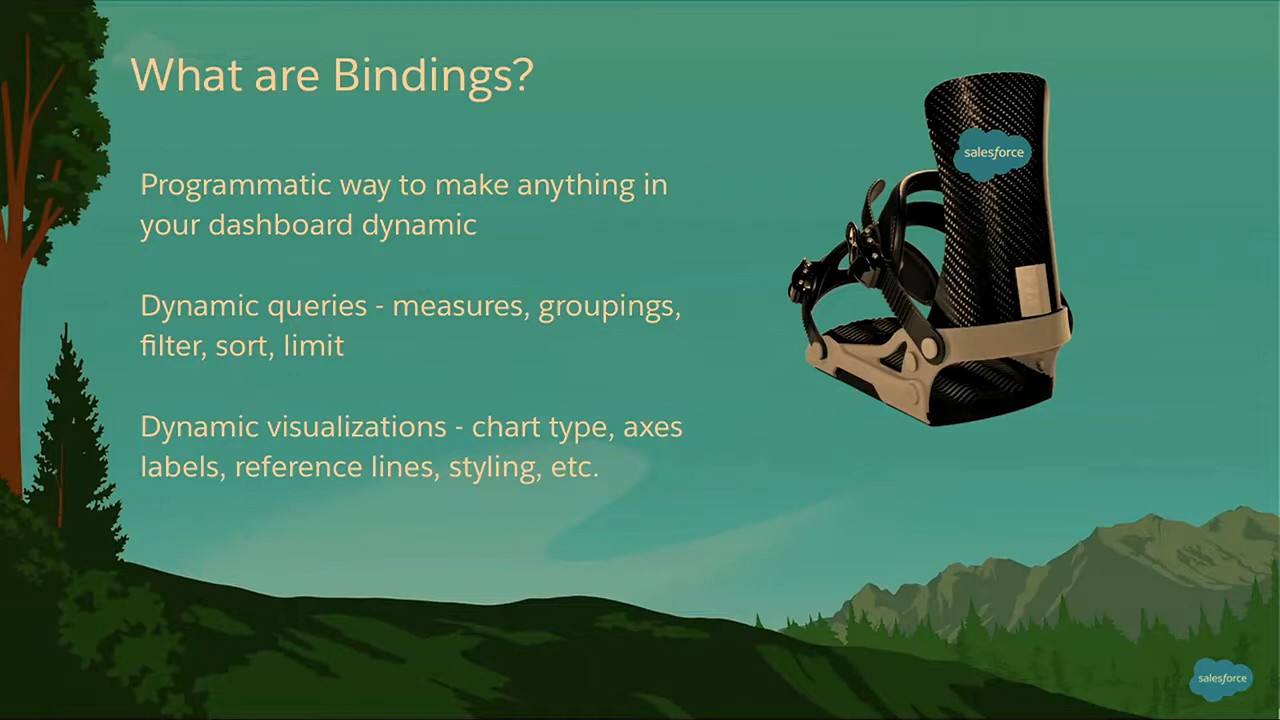 What are Bindings?
Programmatic way to make anything in
your dashboard dynamic
Dynamic queries - measures, groupings,
filter, sort, limit
Dynamic visualizations - chart type, axes
labels, reference lines, styling, etc.
salesforce
salesforce